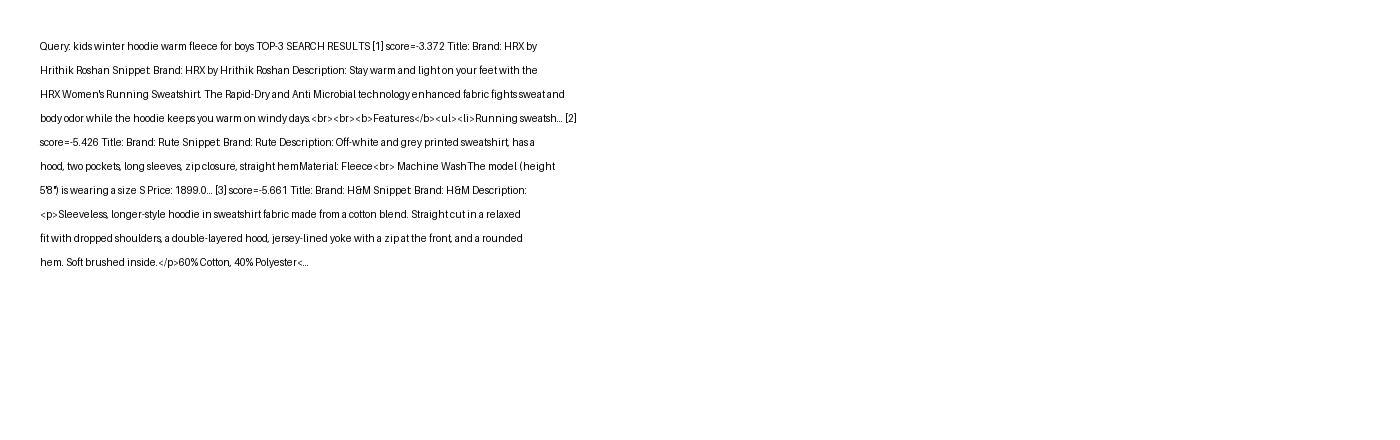 Query: kids winter hoodie warm fleece for boys TOP-3 SEARCH RESULTS [1] score=-3.372 Title: Brand: HRX by
Hrithik Roshan Snippet: Brand: HRX by Hrithik Roshan Description: Stay warm and light on your feet with the
HRX Women's Running Sweatshirt. The Rapid-Dry and Anti Microbial technology enhanced fabric fights sweat and
body odor while the hoodie keeps you warm on windy days.<br><br><b>Features</b><ul><li>Running sweatsh... [2]
score=-5.426 Title: Brand: Rute Snippet: Brand: Rute Description: Off-white and grey printed sweatshirt, has a
hood, two pockets, long sleeves, zip closure, straight hemMaterial: Fleece<br> Machine WashThe model (height
5'8") is wearing a size S Price: 1899.0... [3] score=-5.661 Title: Brand: H&M Snippet: Brand: H&M Description:
<p>Sleeveless, longer-style hoodie in sweatshirt fabric made from a cotton blend. Straight cut in a relaxed
fit with dropped shoulders, a double-layered hood, jersey-lined yoke with a zip at the front, and a rounded
hem. Soft brushed inside.</p>60% Cotton, 40% Polyester<...